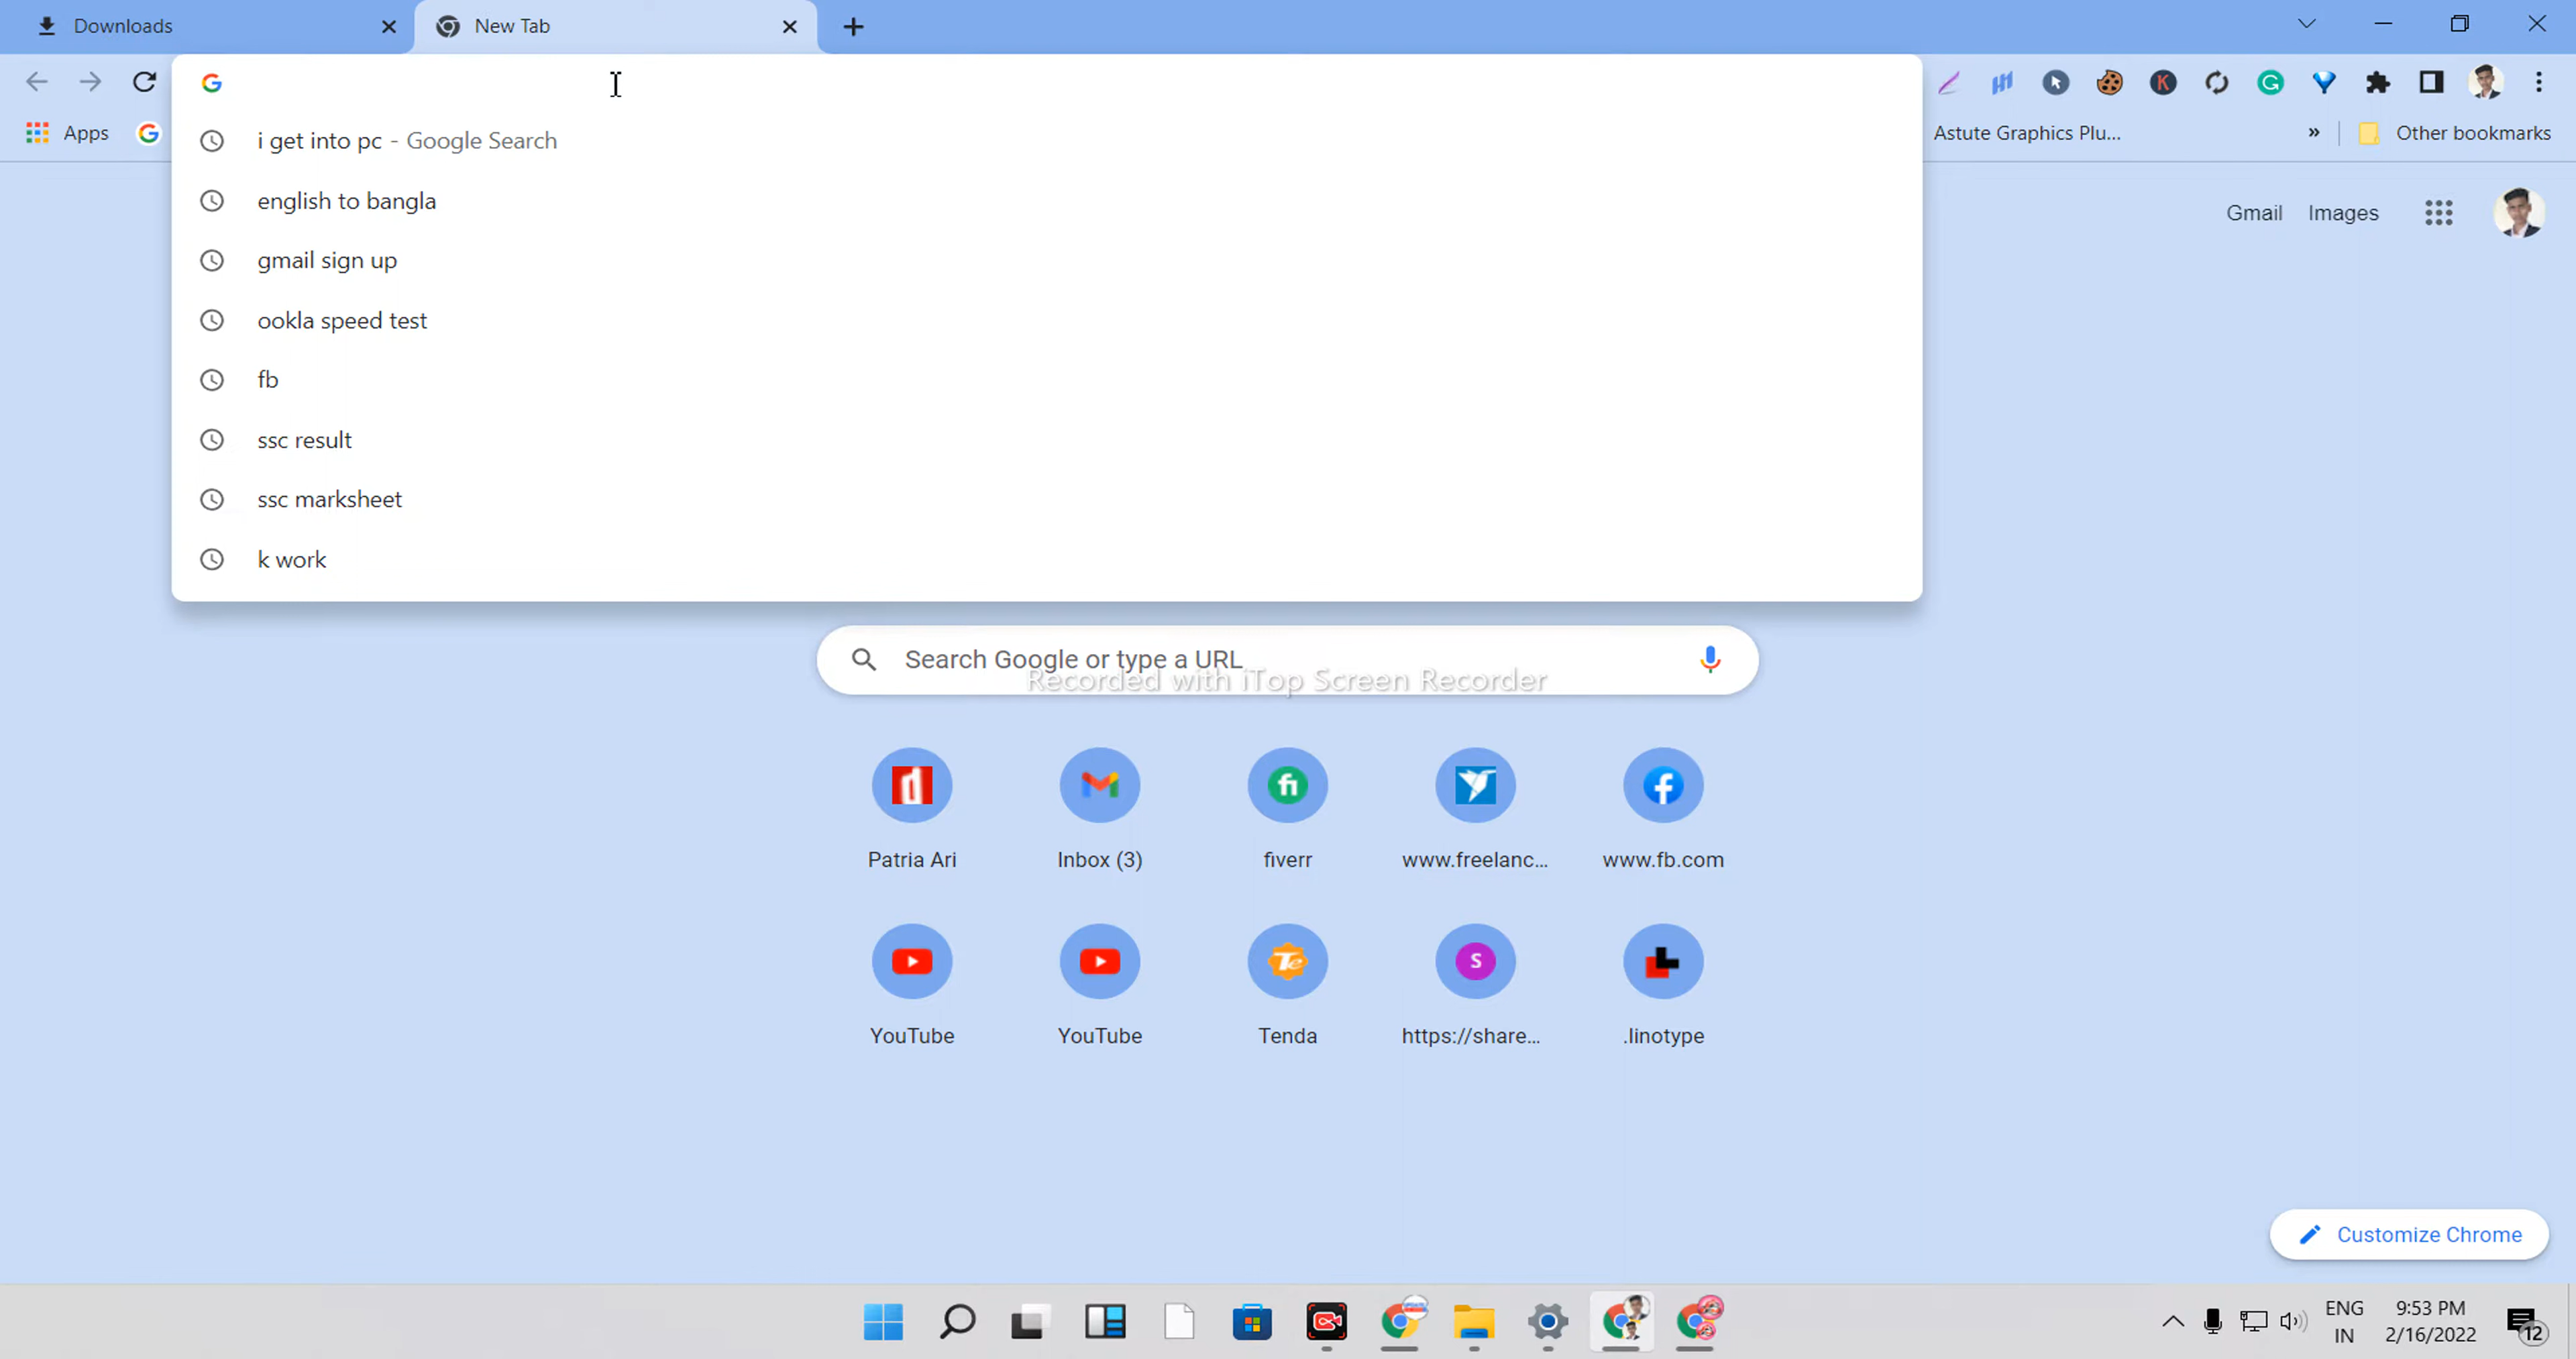 Downloads
New Tab
i get into pc - Google Search
english to bangla
gmail sign up
ookla speed test
fb
ssc result
ssc marksheet
k work
Apps
Astute Graphics Plu...
»
Other bookmarks
Gmail
Images
Search Google or type a URL
Recorded with iTop Screen Recorder
Patria Ari
Inbox (3)
fiverr
www.freelanc...
www.fb.com
YouTube
YouTube
Tenda
https://share...
.linotype
Customize Chrome
ENG
IN
9:53 PM
2/16/2022
12